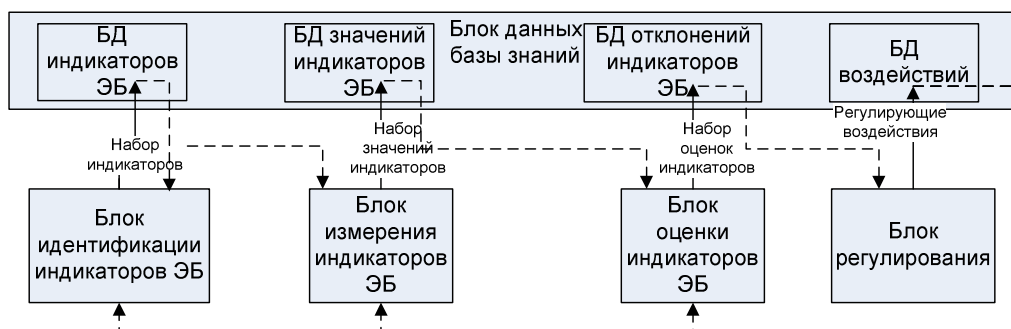 Блок данных
базы знаний
БД
индикаторов
ЭБ
БД значений
индикаторов
ЭБ
БД отклонений
индикаторов
ЭБ
БД
воздействий
Набор
индикаторов
Набор
значений
индикаторов
Набор
оценок
индикаторов
Регулирующие
воздействия
Блок
идентификации
индикаторов ЭБ
Блок
измерения
индикаторов
ЭБ
Блок
оценки
индикаторов
ЭБ
Блок
регулирования